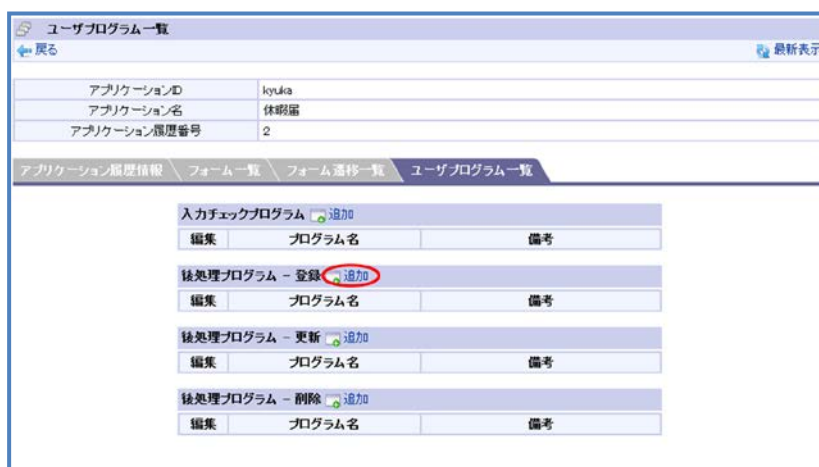 ユーザプログラム一覧
戻る 最新表示
アプリケーションID kyuka
アプリケーション名 休暇届
アプリケーション履歴番号 2
アプリケーション履歴情報 フォーム一覧 フォーム遷移一覧 ユーザプログラム一覧
入力チェックプログラム 追加
編集 プログラム名 備考
後処理プログラム - 登録 追加
編集 プログラム名 備考
後処理プログラム - 更新 追加
編集 プログラム名 備考
後処理プログラム - 削除 追加
編集 プログラム名 備考